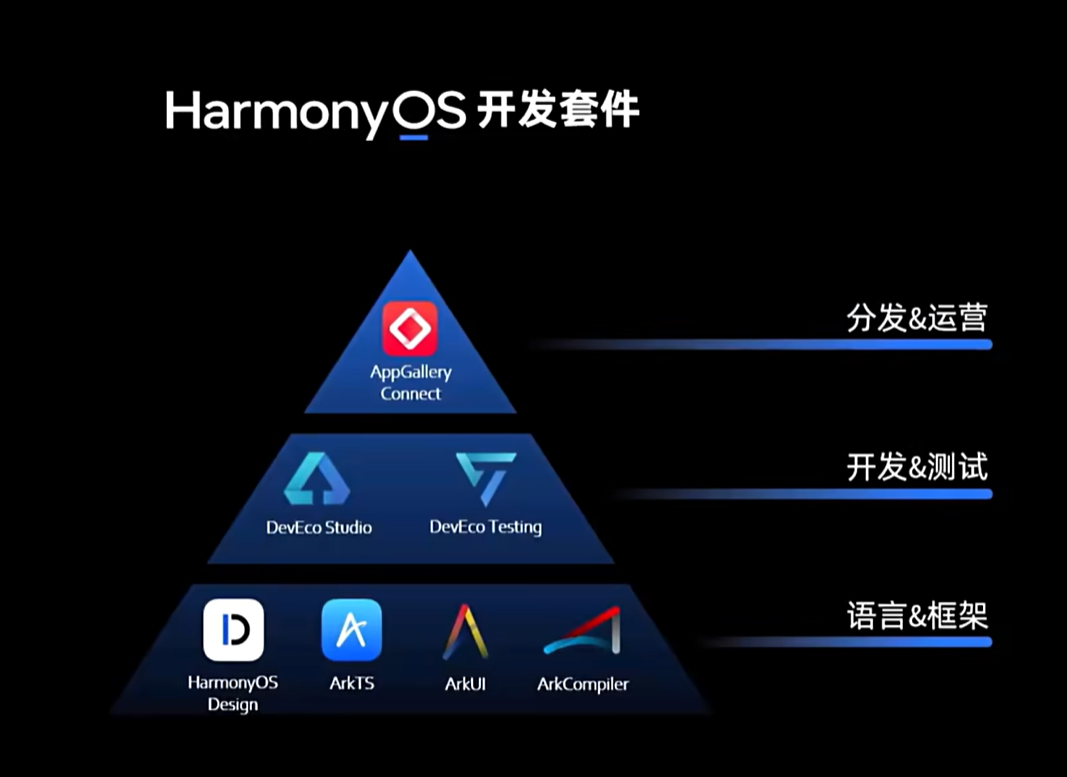 HarmonyOS 开发套件
AppGallery
Connect
分发&运营
DevEco Studio
DevEco Testing
开发&测试
HarmonyOS
Design
ArkTS
ArkUI
ArkCompiler
语言&框架